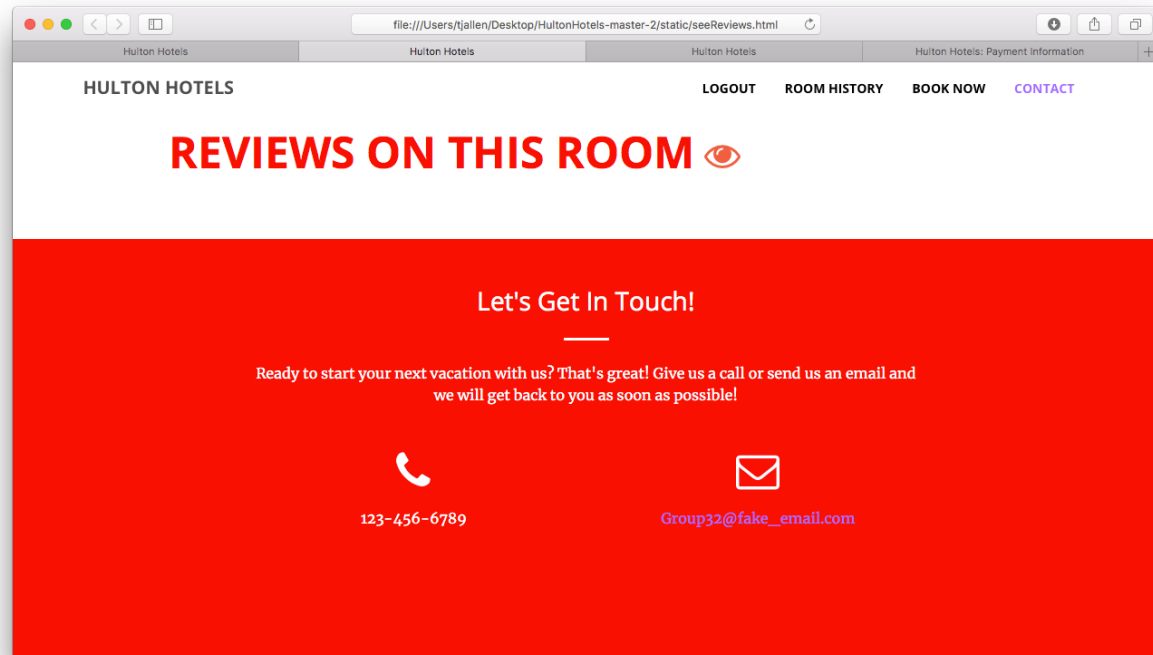 file:///Users/tjallen/Desktop/HultonHotels-master-2/static/seeReviews.html
Hulton Hotels
Hulton Hotels
Hulton Hotels
Hulton Hotels: Payment Information
HULTON HOTELS
LOGOUT
ROOM HISTORY
BOOK NOW
CONTACT
REVIEWS ON THIS ROOM
Let's Get In Touch!
Ready to start your next vacation with us? That's great! Give us a call or send us an email and
we will get back to you as soon as possible!
123-456-6789
Group32@fake_email.com